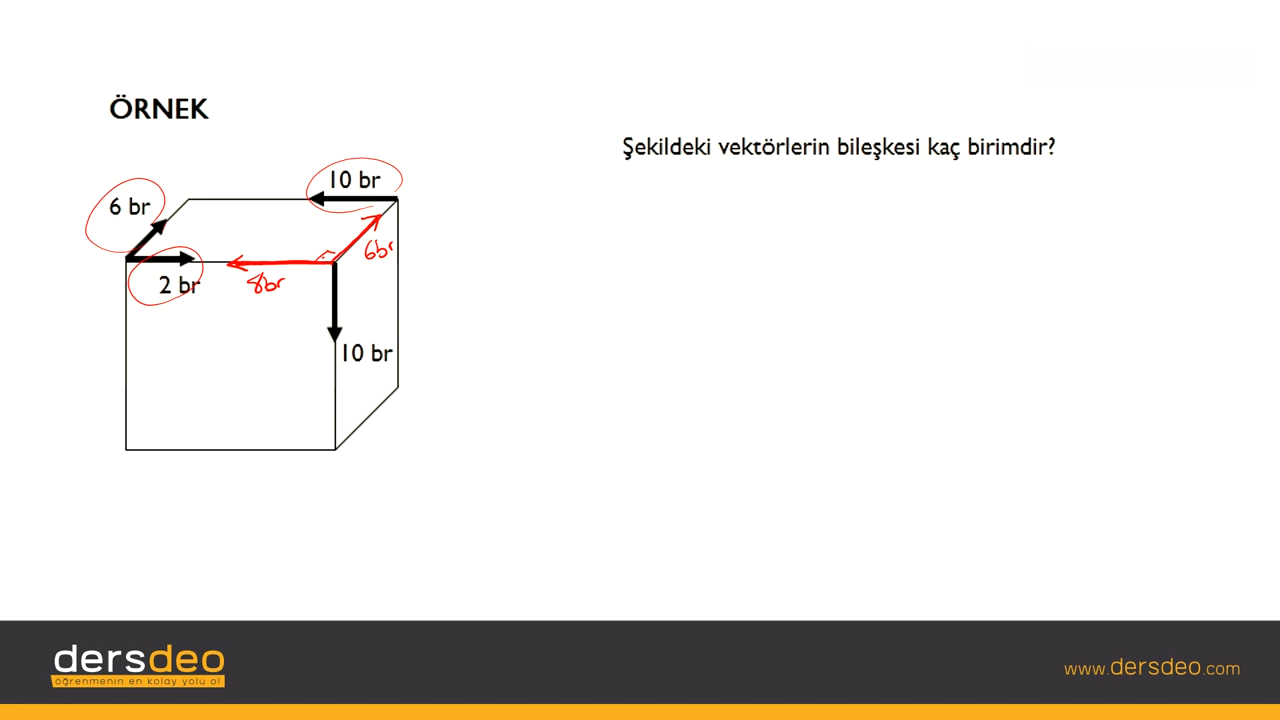 ÖRNEK
Şekildeki vektörlerin bileşkesi kaç birimdir?
10 br
6 br
6br
2 br
8br
10 br
dersdeo
öğrenmenin en kolay yolu o!
www.dersdeo.com